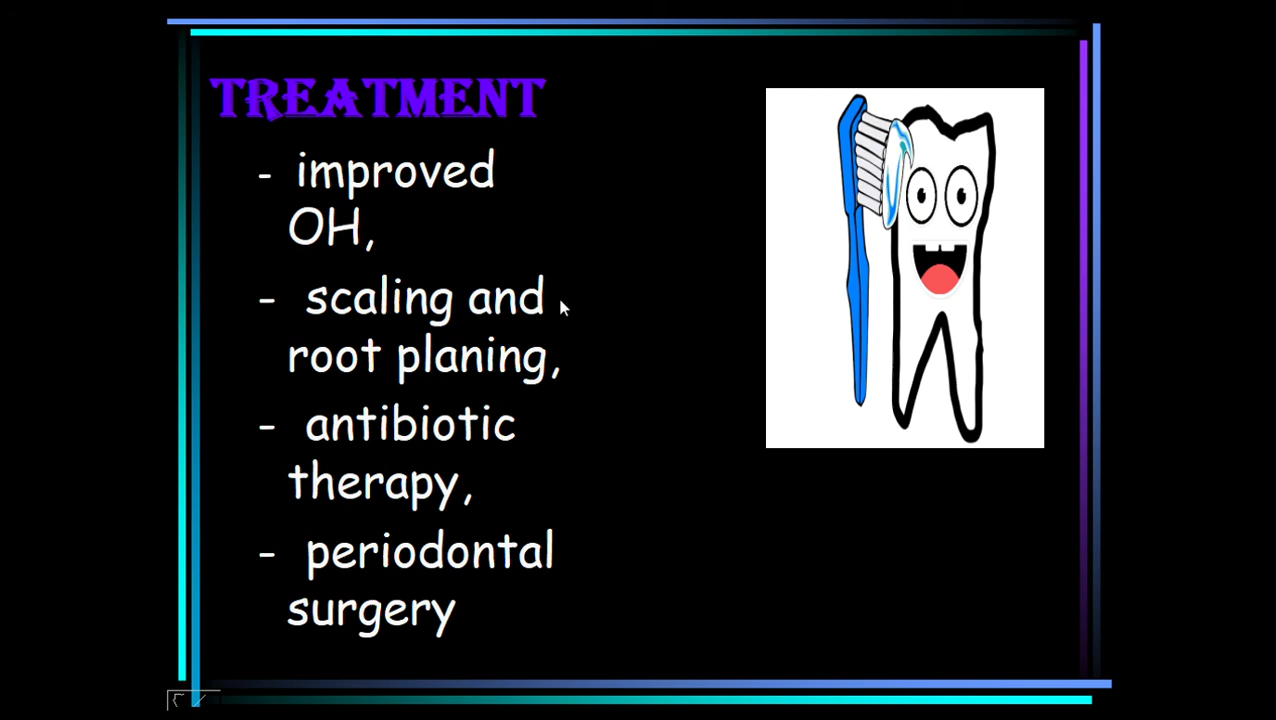 TREATMENT
- improved
OH,
- scaling and
root planing,
- antibiotic
therapy,
- periodontal
surgery